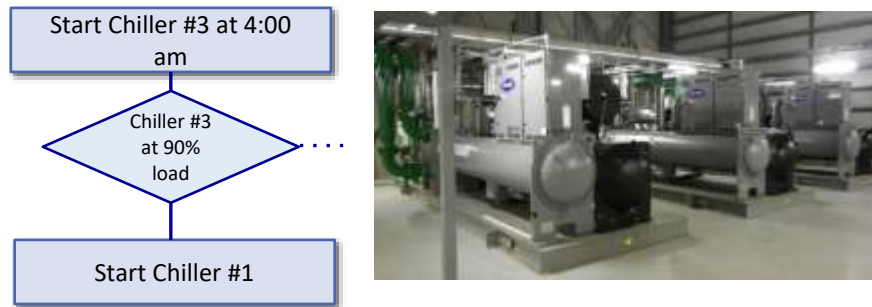 Start Chiller #3 at 4:00
am
Chiller #3
at 90%
load
Start Chiller #1